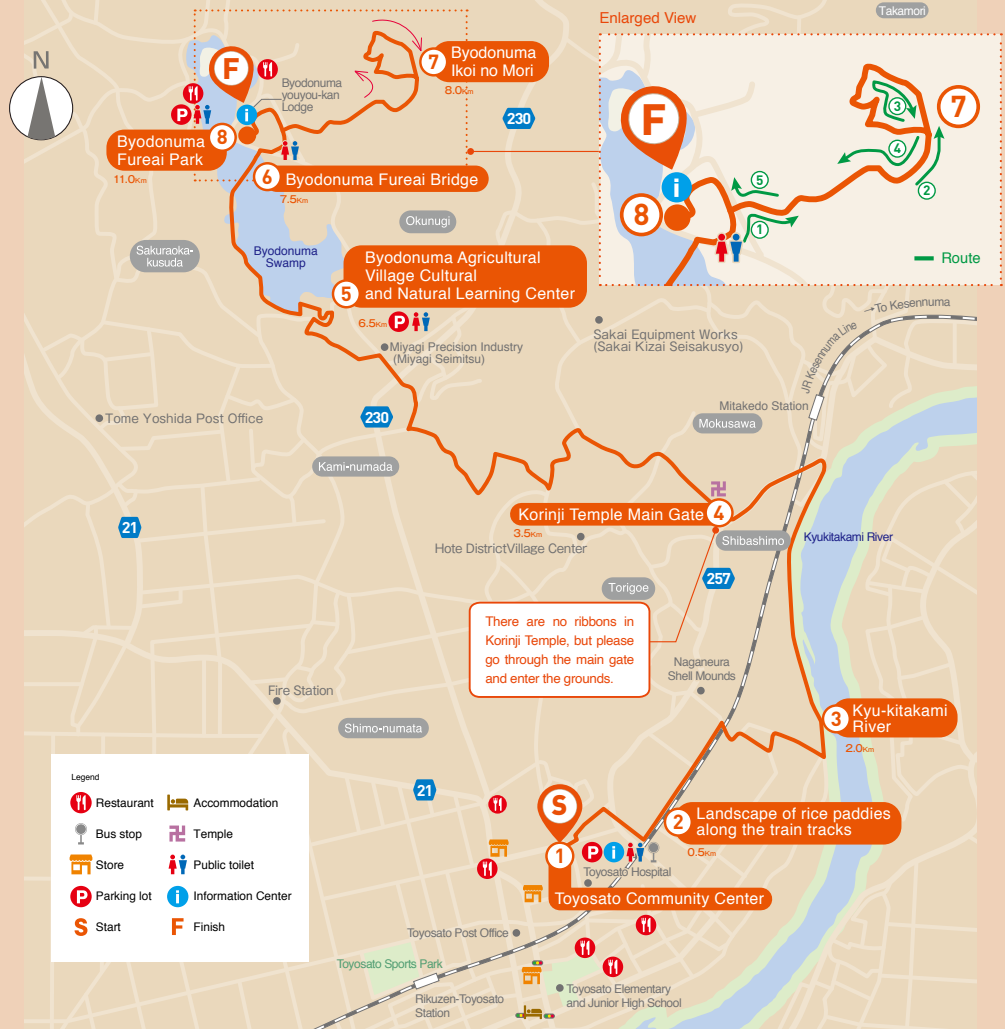 N
Enlarged View
Takamori
F
7
Byodonuma
Ikoi no Mori
8.0Km
Byodonuma
youyou-kan
Lodge
P
i
230
8
Byodonuma
Fureai Park
11.0Km
6
Byodonuma Fureai Bridge
7.5Km
F
i
8
7
①
②
③
④
⑤
Route
Okunugi
Sakuraoka-
kusuda
Byodonuma
Swamp
5
Byodonuma Agricultural
Village Cultural
and Natural Learning Center
6.5Km
P
Miyagi Precision Industry
(Miyagi Seimitsu)
Sakai Equipment Works
(Sakai Kizai Seisakusyo)
→To Kesennuma
JR Kesennuma Line
Mitakedo Station
Mokusawa
Tome Yoshida Post Office
230
Kami-numada
21
Korinji Temple Main Gate
4
3.5Km
Hote DistrictVillage Center
Shibashimo
Kyukitakami River
257
Torigoe
There are no ribbons in
Korinji Temple, but please
go through the main gate
and enter the grounds.
Naganeura
Shell Mounds
Fire Station
Shimo-numata
3
Kyu-kitakami
River
2.0Km
21
S
1
2
Landscape of rice paddies
along the train tracks
0.5Km
P
i
Toyosato Hospital
Toyosato Community Center
Toyosato Post Office
Toyosato Sports Park
Rikuzen-Toyosato
Station
Toyosato Elementary
and Junior High School
Legend
Restaurant
Accommodation
Bus stop
Temple
Store
Public toilet
P
Parking lot
i
Information Center
S
Start
F
Finish